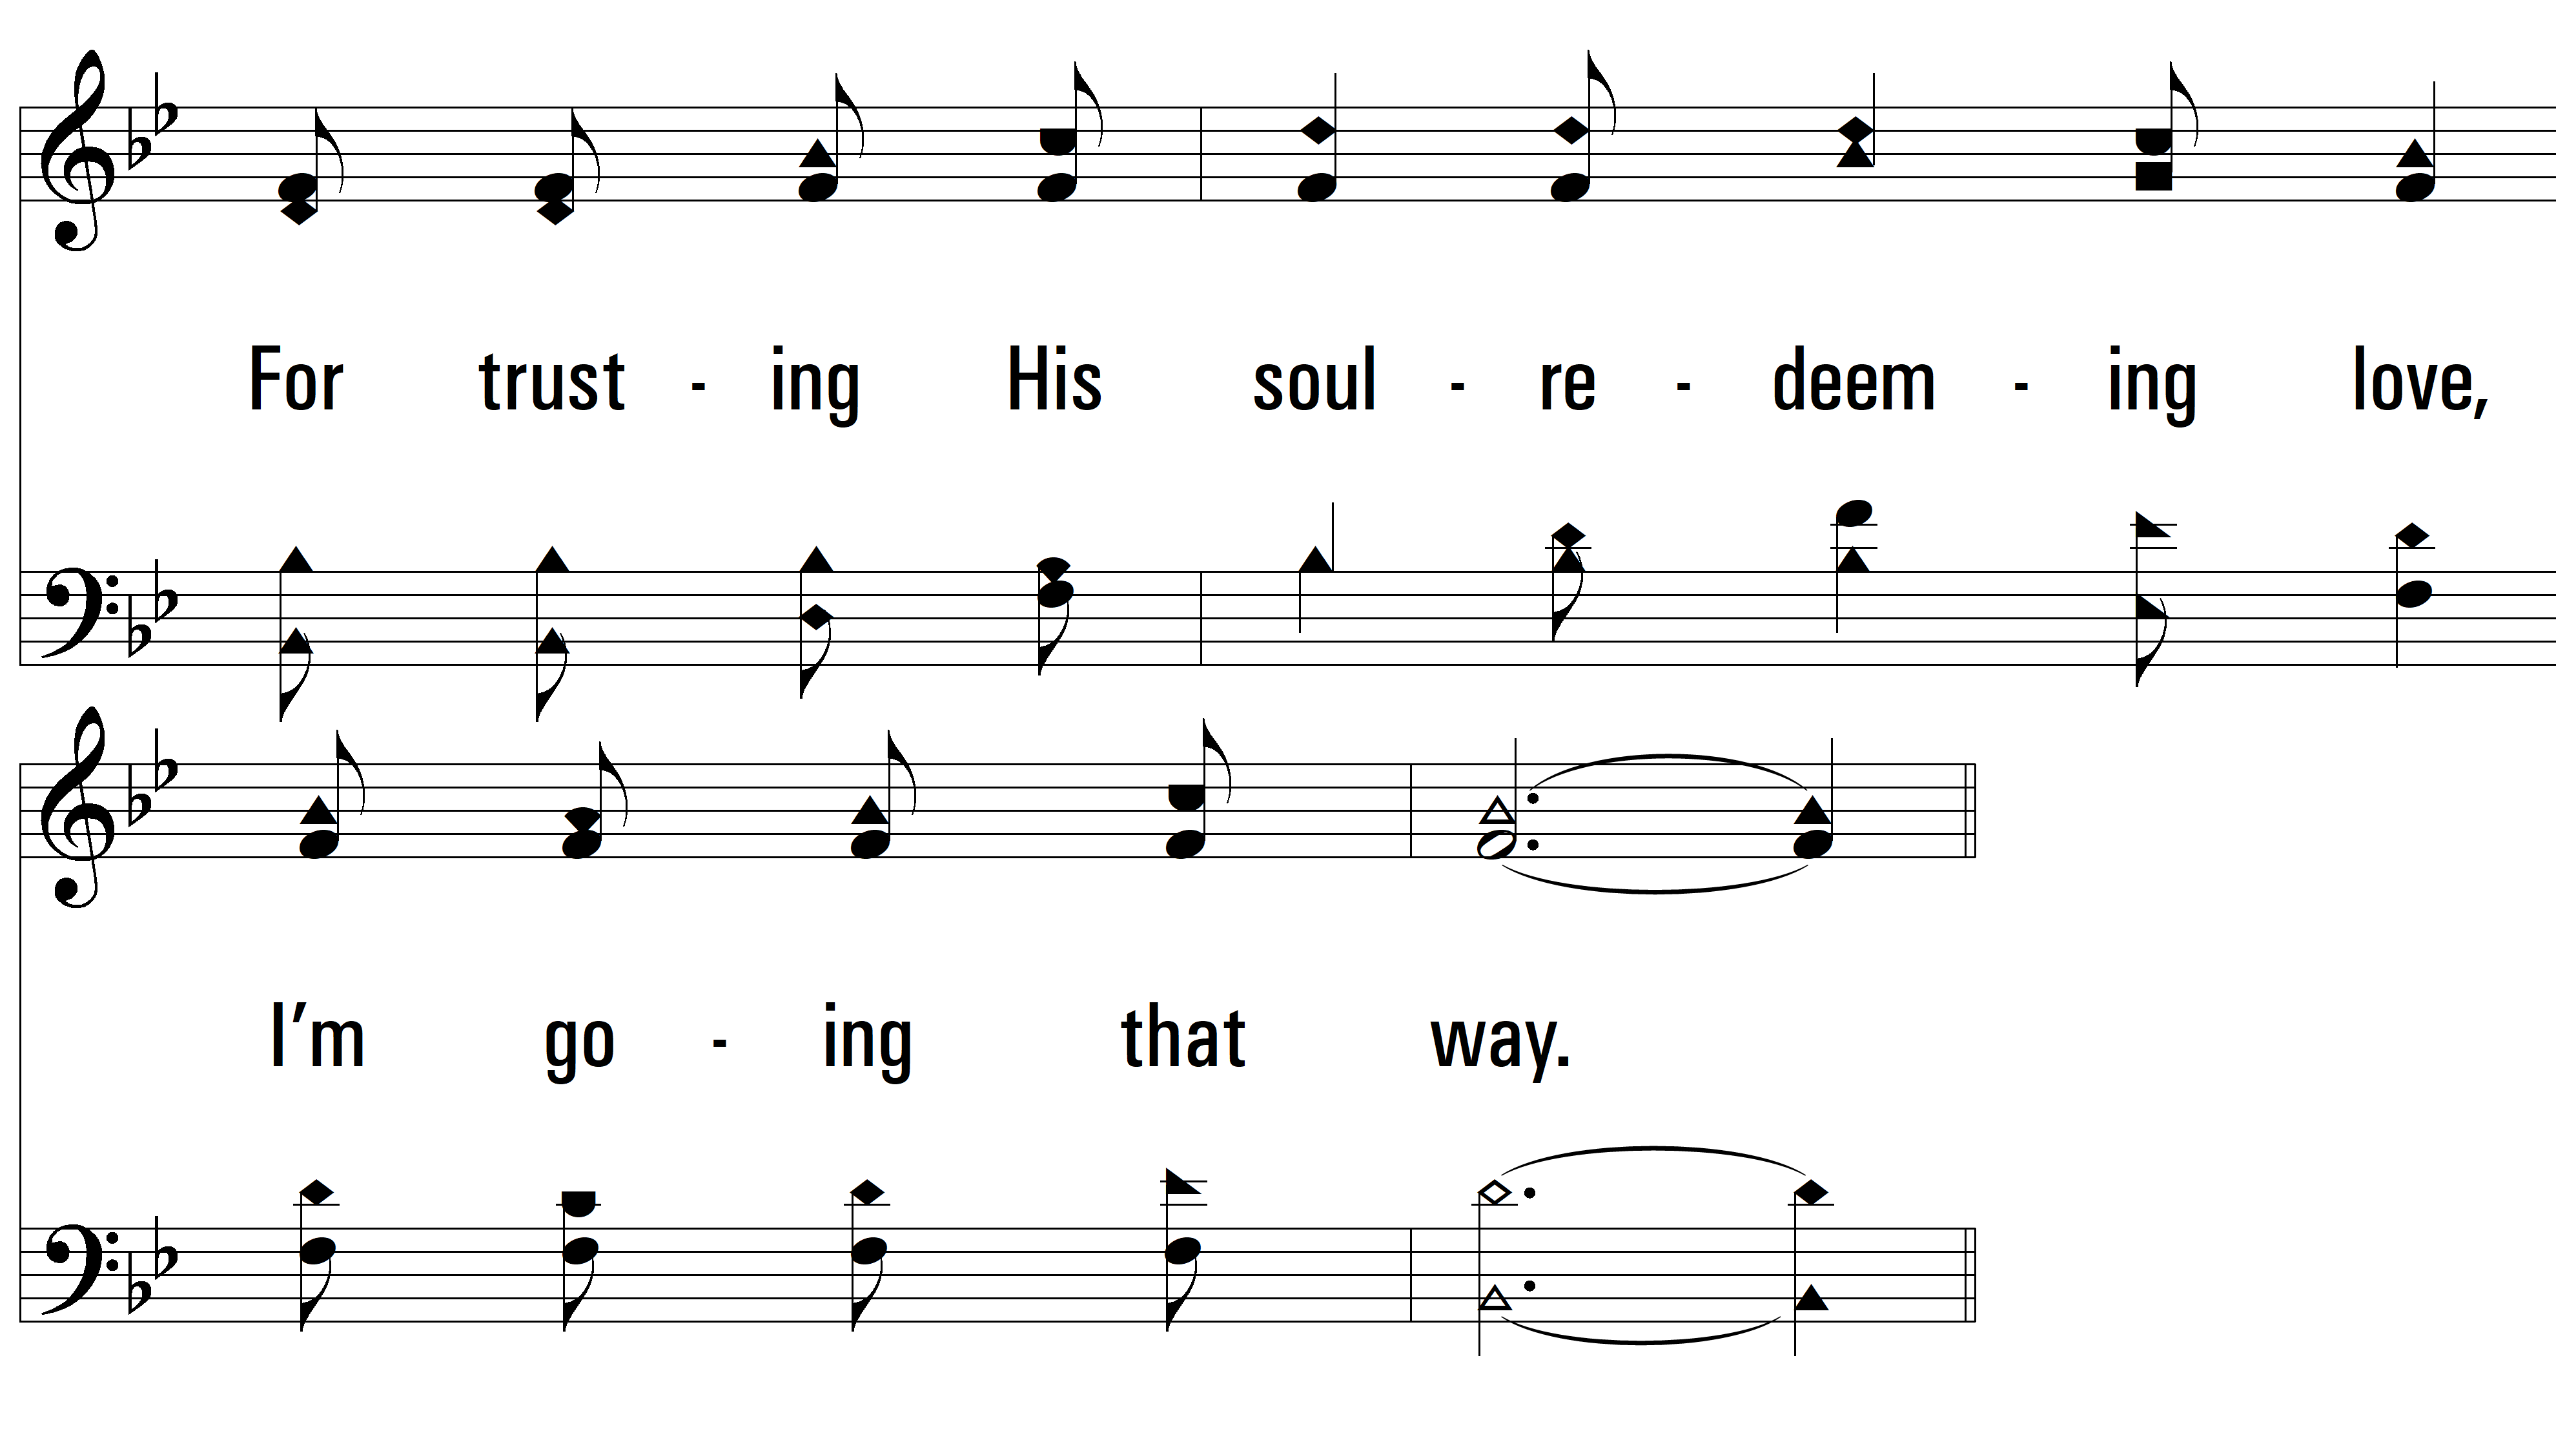 For trust - ing His soul - re - deem - ing love,
I'm go - ing that way.